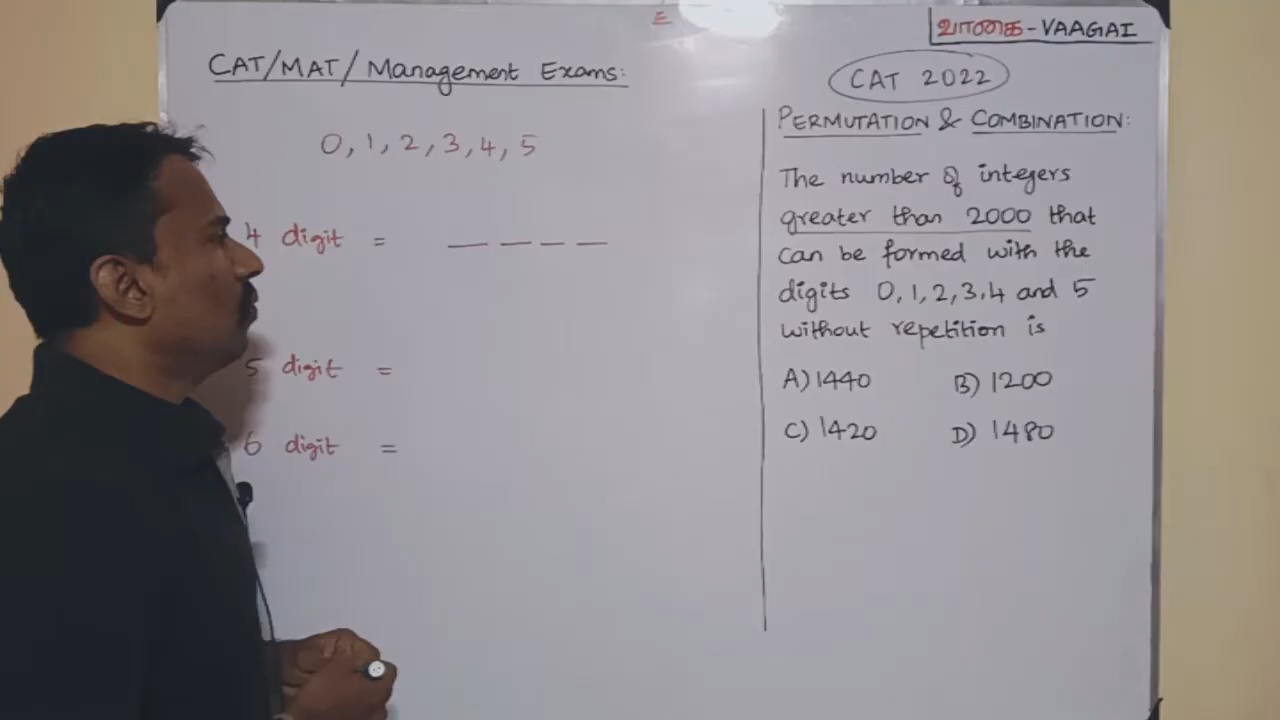 வாகை - VAAGAI
CAT/MAT/ Management Exams:
0, 1, 2, 3, 4, 5
4 digit = — — — —
5 digit =
6 digit =
CAT 2022
PERMUTATION & COMBINATION:
The number of integers
greater than 2000 that
can be formed with the
digits 0, 1, 2, 3, 4 and 5
without repetition is
A) 1440 B) 1200
C) 1420 D) 1480